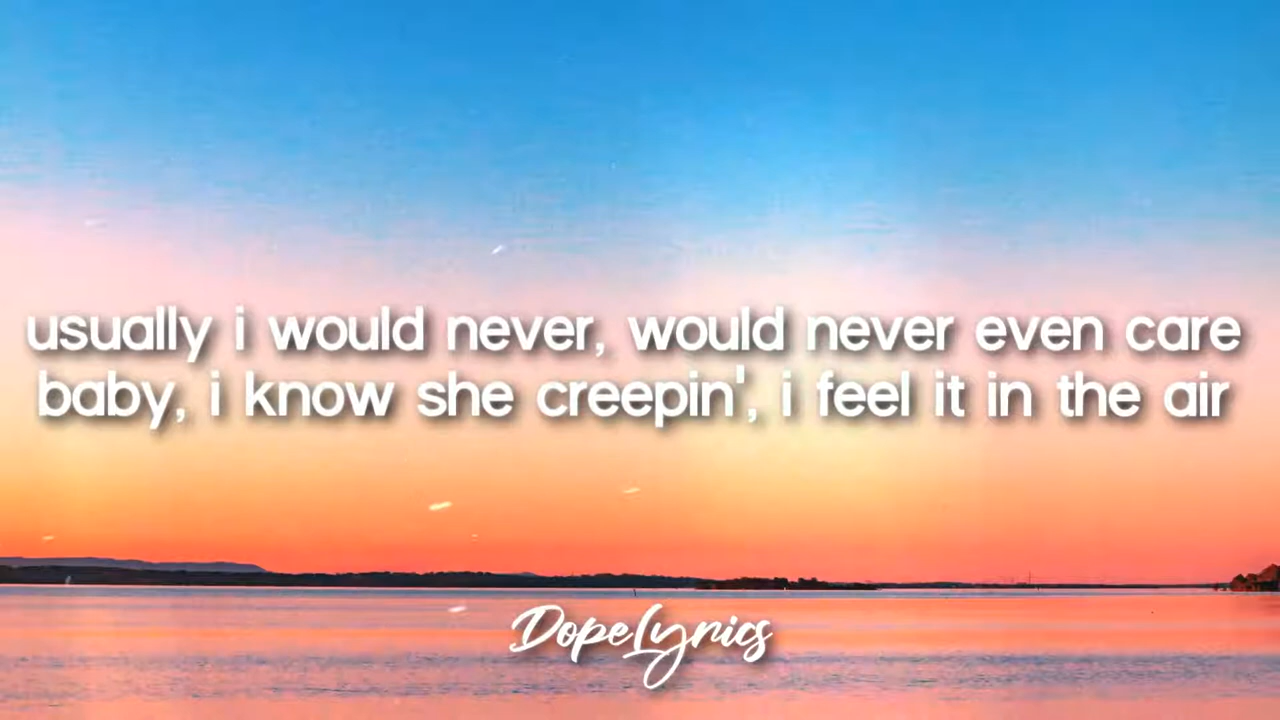 usually i would never, would never even care
baby, i know she creepin', i feel it in the air
DopeLyrics